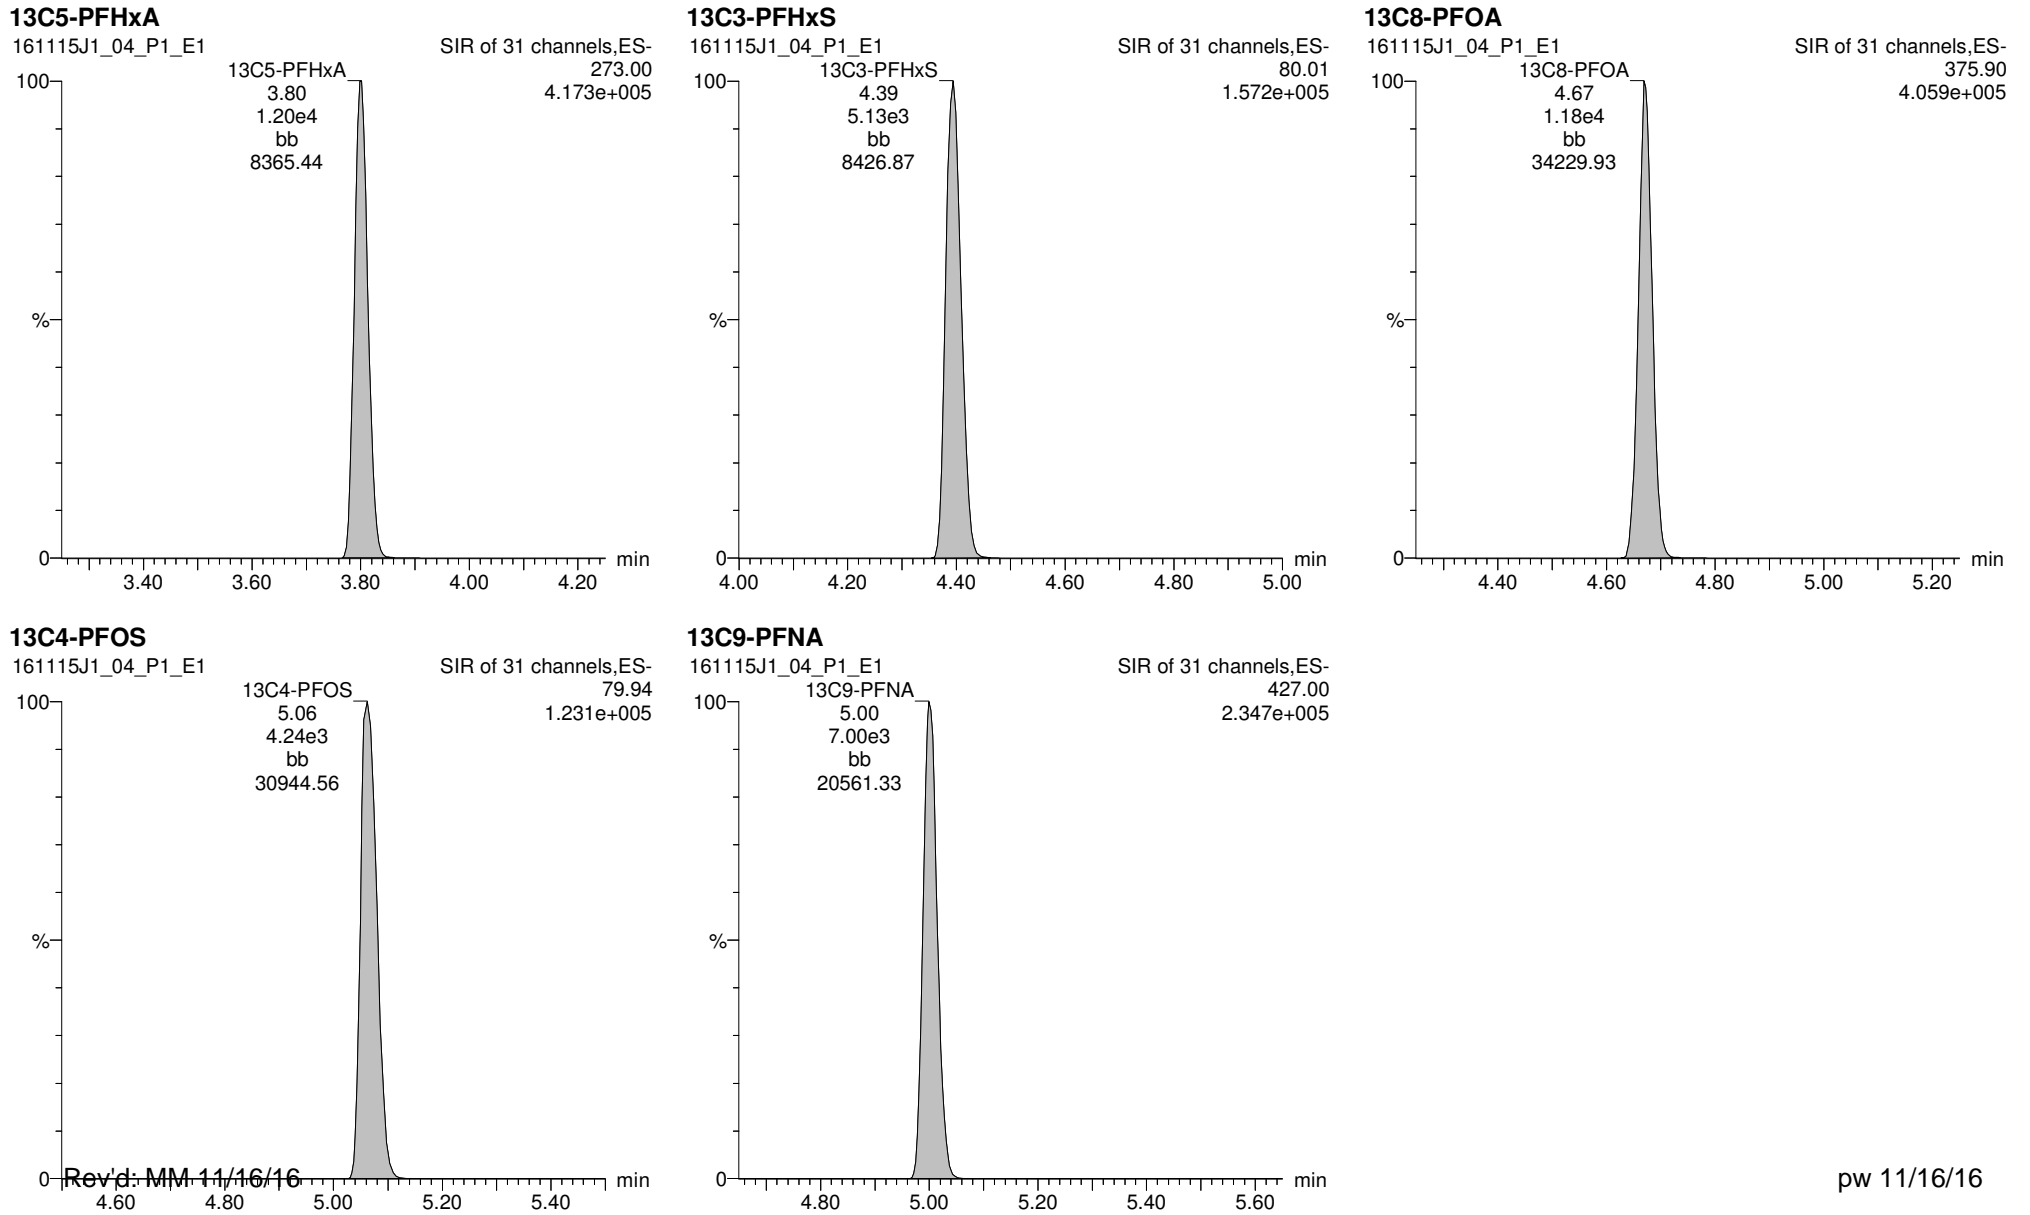 13C5-PFHxA
161115J1_04_P1_E1
SIR of 31 channels,ES-
273.00
4.173e+005
13C5-PFHxA
3.80
1.20e4
bb
8365.44
100
%
0
3.40 3.60 3.80 4.00 4.20
min
13C3-PFHxS
161115J1_04_P1_E1
SIR of 31 channels,ES-
80.01
1.572e+005
13C3-PFHxS
4.39
5.13e3
bb
8426.87
100
%
0
4.00 4.20 4.40 4.60 4.80 5.00
min
13C8-PFOA
161115J1_04_P1_E1
SIR of 31 channels,ES-
375.90
4.059e+005
13C8-PFOA
4.67
1.18e4
bb
34229.93
100
%
0
4.40 4.60 4.80 5.00 5.20
min
13C4-PFOS
161115J1_04_P1_E1
SIR of 31 channels,ES-
79.94
1.231e+005
13C4-PFOS
5.06
4.24e3
bb
30944.56
100
%
0
4.60 4.80 5.00 5.20 5.40
min
13C9-PFNA
161115J1_04_P1_E1
SIR of 31 channels,ES-
427.00
2.347e+005
13C9-PFNA
5.00
7.00e3
bb
20561.33
100
%
0
4.80 5.00 5.20 5.40 5.60
min
Rev'd: MM 11/16/16
pw 11/16/16